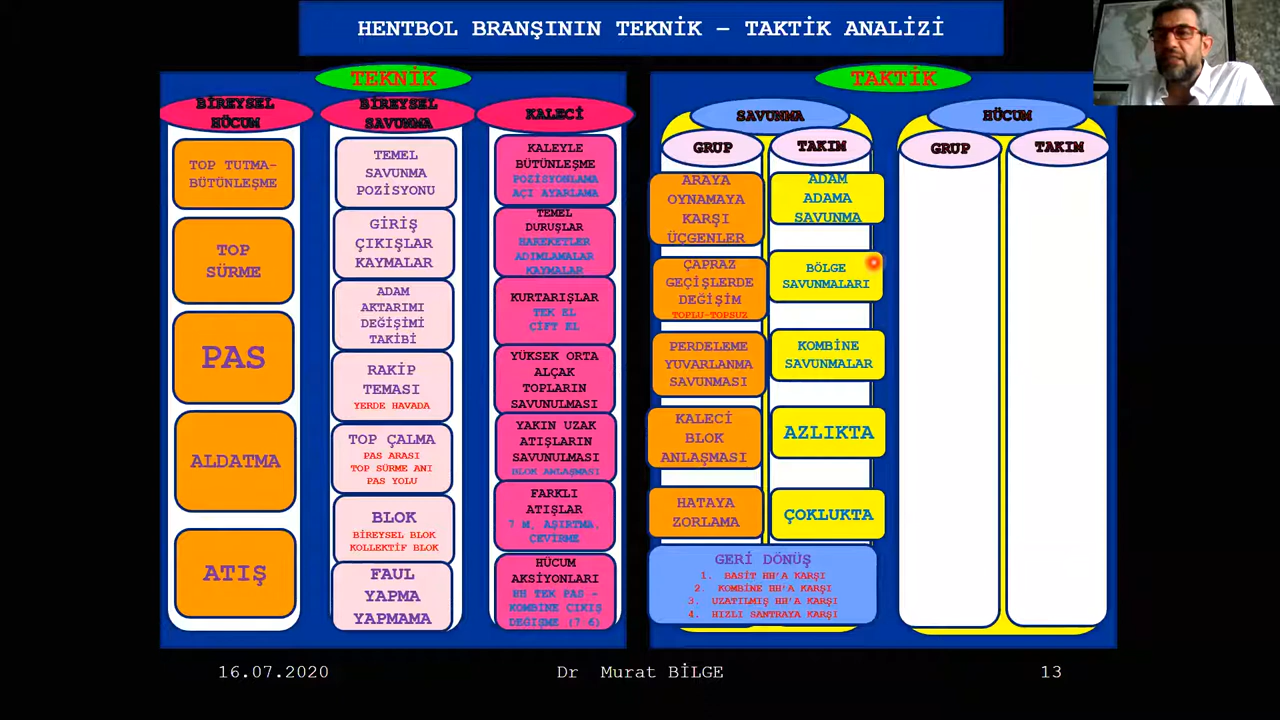 HENTBOL BRANŞININ TEKNİK – TAKTİK ANALİZİ
TEKNİK
BİREYSEL
HÜCUM
TOP TUTMA-
BÜTÜNLEŞME
TOP
SÜRME
PAS
ALDATMA
ATIŞ
BİREYSEL
SAVUNMA
TEMEL
SAVUNMA
POZİSYONU
GİRİŞ
ÇIKIŞLAR
KAYMALAR
ADAM
AKTARIMI
DEĞİŞİMİ
TAKİBİ
RAKİP
TEMASI
YERDE HAVADA
TOP ÇALMA
PAS ARASI
TOP SÜRME ANI
PAS YOLU
BLOK
BİREYSEL BLOK
KOLLEKTİF BLOK
FAUL
YAPMA
YAPMAMA
KALECİ
KALEYLE
BÜTÜNLEŞME
POZİSYONLAMA
AÇI AYARLAMA
TEMEL
DURUŞLAR
HAREKETLER
ADIMLAMALAR
KAYMALAR
KURTARIŞLAR
TEK EL
ÇİFT EL
YÜKSEK ORTA
ALÇAK
TOPLARIN
SAVUNULMASI
YAKIN UZAK
ATIŞLARIN
SAVUNULMASI
BLOK ANLAŞMASI
FARKLI
ATIŞLAR
7 M, AŞIRTMA,
ÇEVİRME
HÜCUM
AKSİYONLARI
HH TEK PAS –
KOMBİNE ÇIKIŞ
DEĞİŞME (7 6)
TAKTİK
SAVUNMA
GRUP
ARAYA
OYNAMAYA
KARŞI
ÜÇGENLER
ÇAPRAZ
GEÇİŞLERDE
DEĞİŞİM
TOPLU-TOPSUZ
PERDELEME
YUVARLANMA
SAVUNMASI
KALECİ
BLOK
ANLAŞMASI
HATAYA
ZORLAMA
TAKIM
ADAM
ADAMA
SAVUNMA
BÖLGE
SAVUNMALARI
KOMBİNE
SAVUNMALAR
AZLIKTA
ÇOKLUKTA
GERİ DÖNÜŞ
1. BASİT HH'A KARŞI
2. KOMBİNE HH'A KARŞI
3. UZATILMIŞ HH'A KARŞI
4. HIZLI SANTRAYA KARŞI
HÜCUM
GRUP
TAKIM
16.07.2020
Dr Murat BİLGE
13